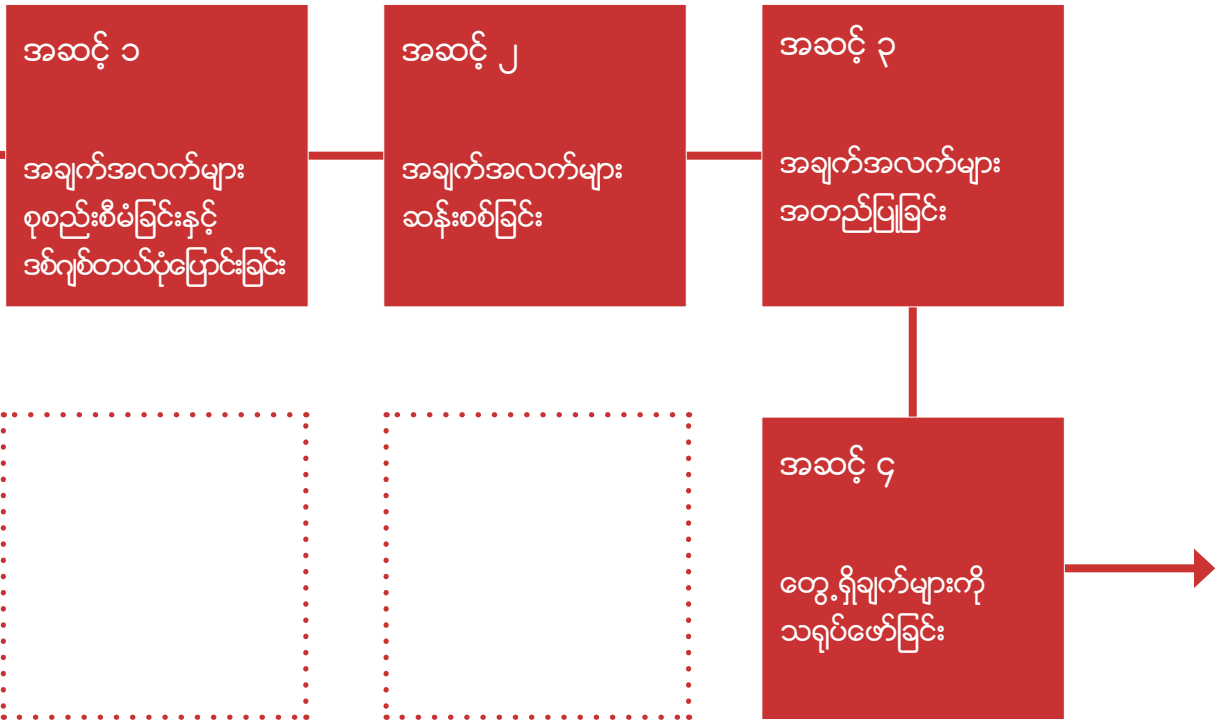 အဆင့် ၁
အချက်အလက်များ
စုစည်းစီမံခြင်းနှင့်
ဒစ်ဂျစ်တယ်ပုံပြောင်းခြင်း
အဆင့် ၂
အချက်အလက်များ
ဆန်းစစ်ခြင်း
အဆင့် ၃
အချက်အလက်များ
အတည်ပြုခြင်း
အဆင့် ၄
တွေ့ရှိချက်များကို
သရုပ်ဖော်ခြင်း